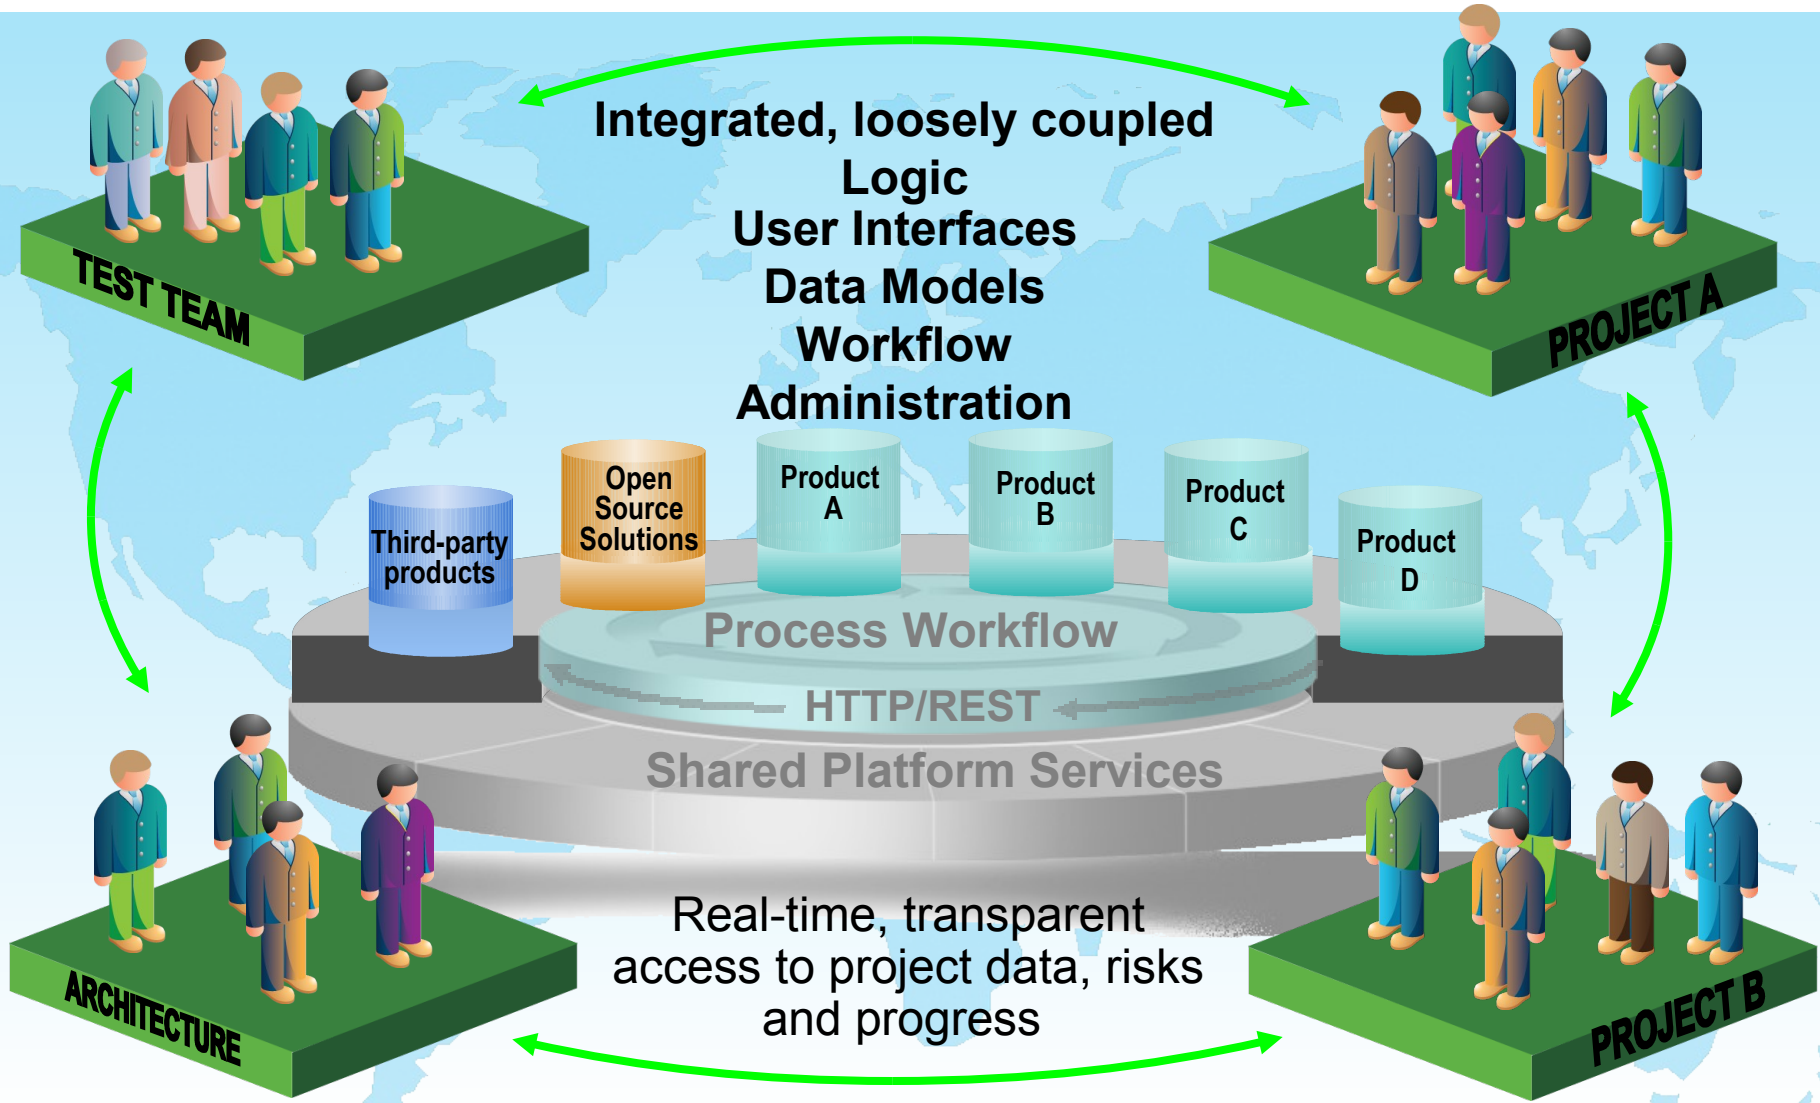 Integrated, loosely coupled
Logic
User Interfaces
Data Models
Workflow
Administration
TEST TEAM
PROJECT A
Third-party
products
Open
Source
Solutions
Product
A
Product
B
Product
C
Product
D
Process Workflow
HTTP/REST
Shared Platform Services
ARCHITECTURE
PROJECT B
Real-time, transparent
access to project data, risks
and progress